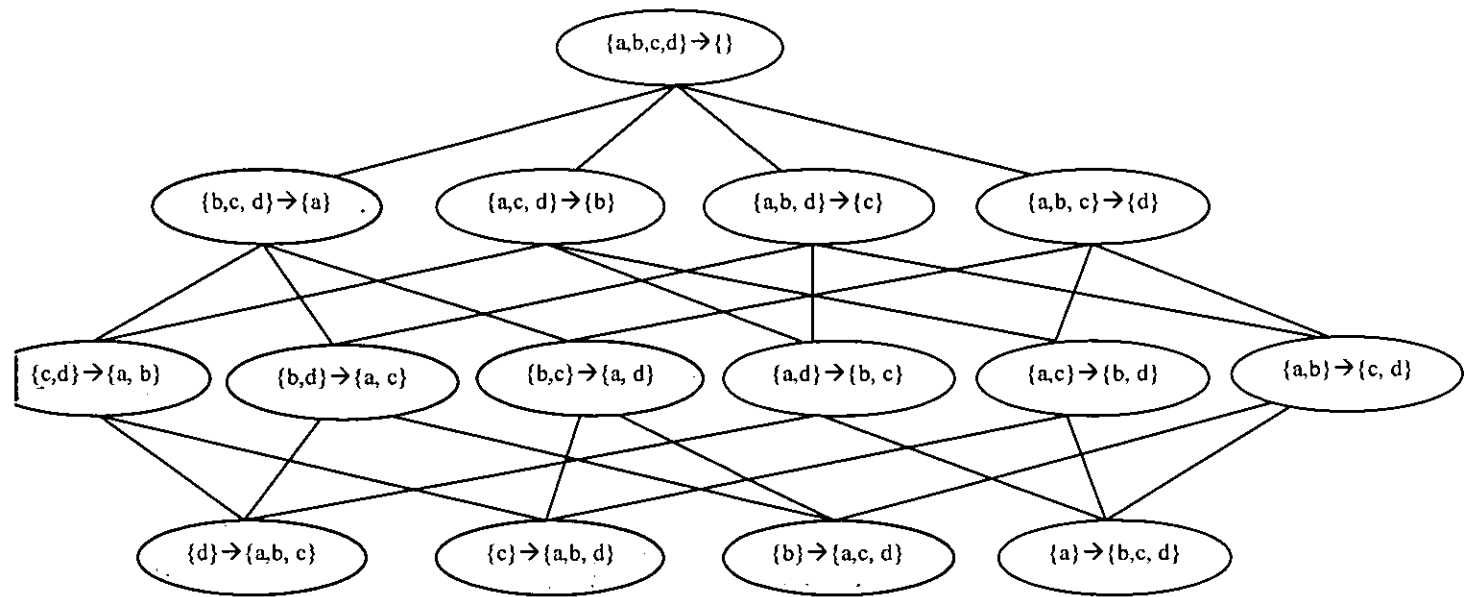 {a,b,c,d}→{}
{b,c, d}→{a}
{a,c, d}→{b}
{a,b, d}→{c}
{a,b, c}→{d}
{c,d}→{a, b}
{b,d}→{a, c}
{b,c}→{a, d}
{a,d}→{b, c}
{a,c}→{b, d}
{a,b}→{c, d}
{d}→{a,b, c}
{c}→{a,b, d}
{b}→{a,c, d}
{a}→{b,c, d}